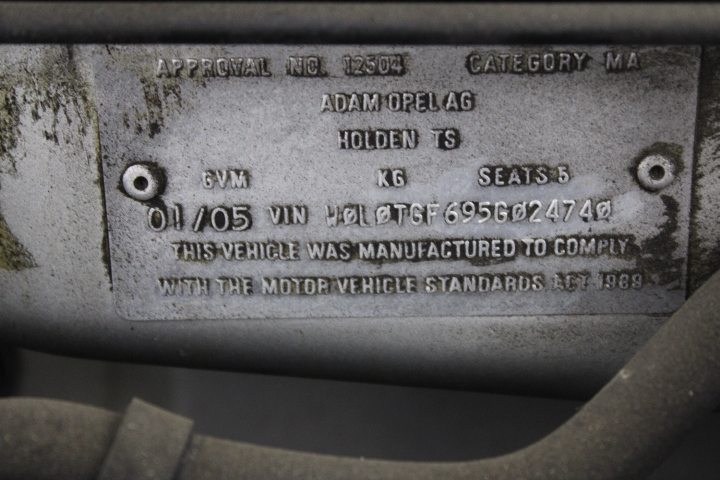 APPROVAL NO. 12504 CATEGORY MA
ADAM OPEL AG
HOLDEN TS
GVM KG SEATS 5
01/05 VIN W0L0TGF695G024740
THIS VEHICLE WAS MANUFACTURED TO COMPLY
WITH THE MOTOR VEHICLE STANDARDS ACT 1989